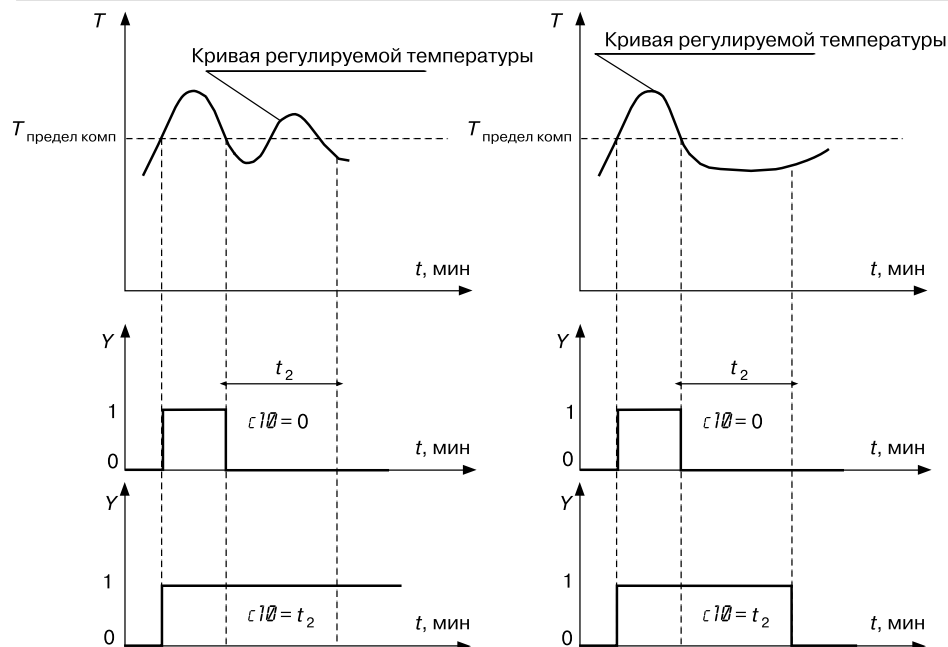 T
Кривая регулируемой температуры
T предел комп
t, мин
Y
t2
1
c10 = 0
0
t, мин
Y
1
c10 = t2
0
t, мин
T
Кривая регулируемой температуры
T предел комп
t, мин
Y
t2
1
c10 = 0
0
t, мин
Y
1
c10 = t2
0
t, мин